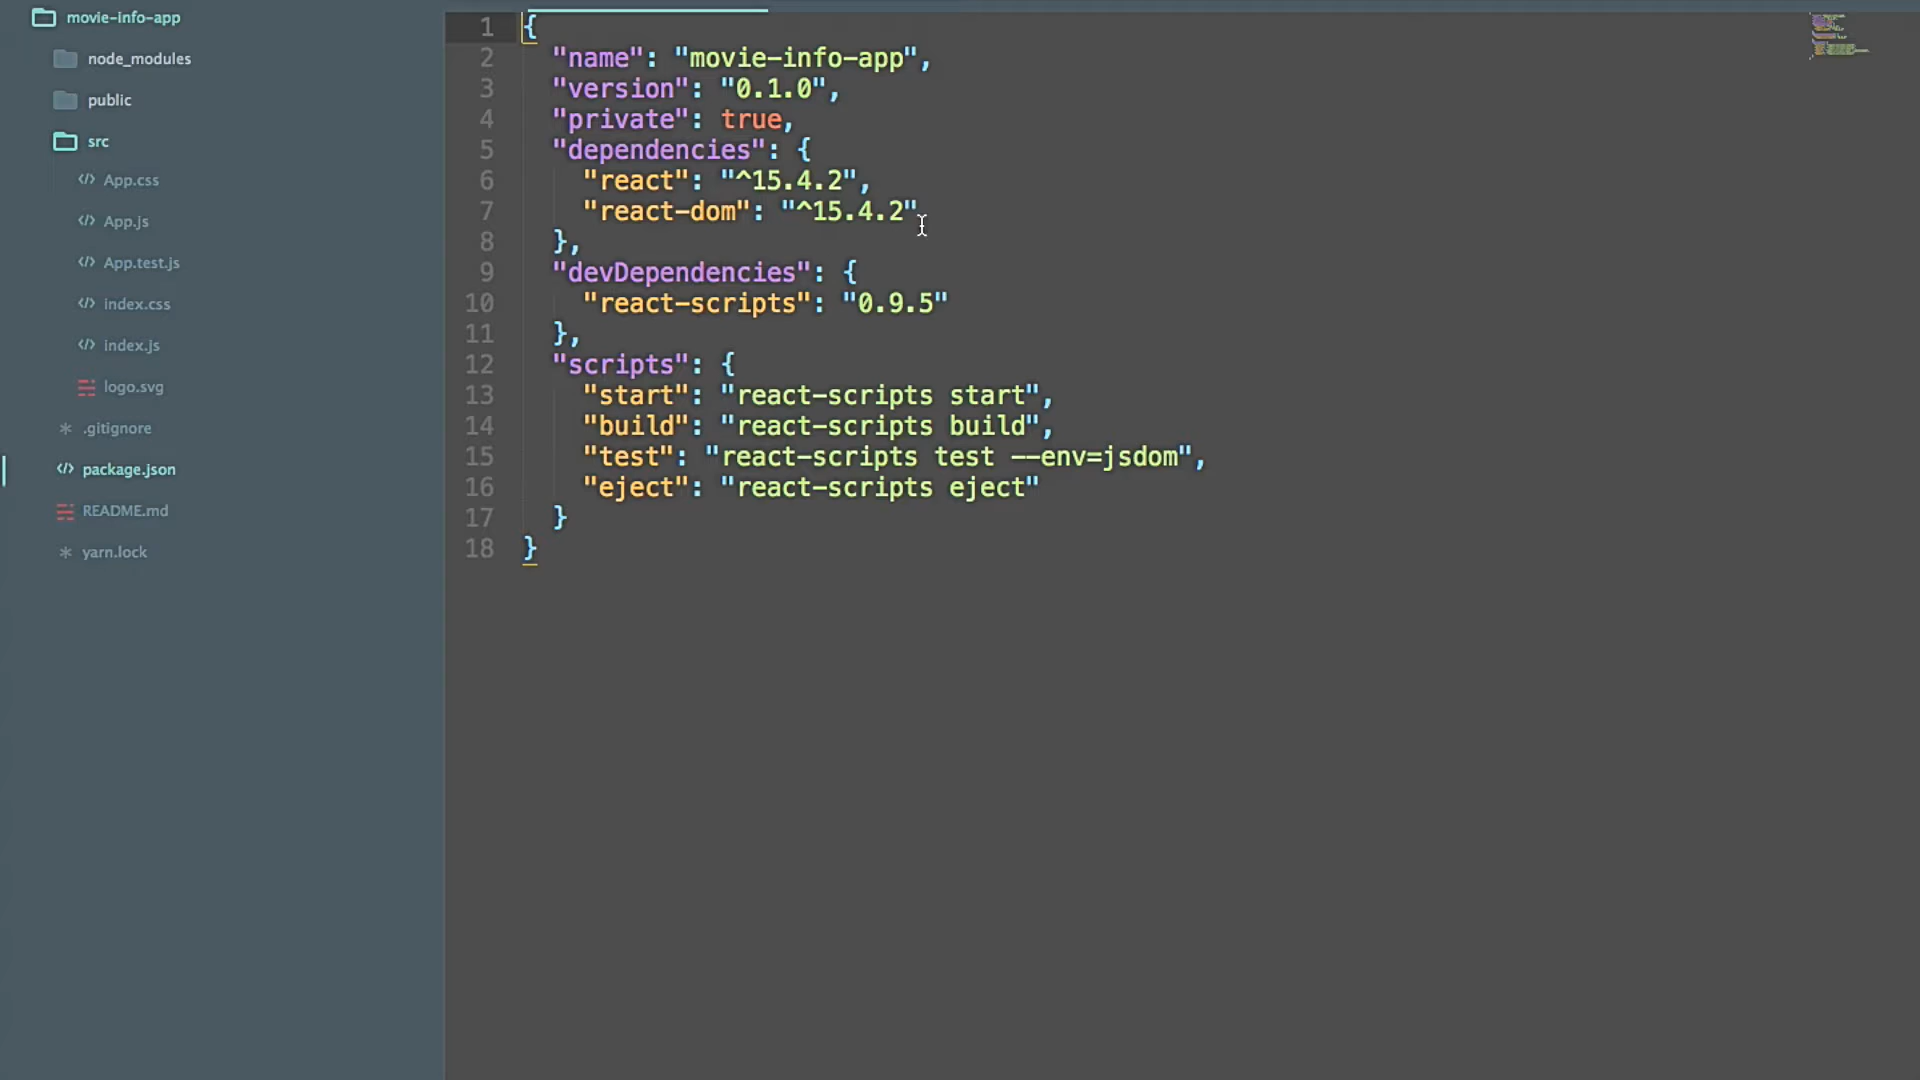 movie-info-app
node_modules
public
src
App.css
App.js
App.test.js
index.css
index.js
logo.svg
.gitignore
package.json
README.md
yarn.lock
1 {
2 "name": "movie-info-app",
3 "version": "0.1.0",
4 "private": true,
5 "dependencies": {
6 "react": "^15.4.2",
7 "react-dom": "^15.4.2"
8 },
9 "devDependencies": {
10 "react-scripts": "0.9.5"
11 },
12 "scripts": {
13 "start": "react-scripts start",
14 "build": "react-scripts build",
15 "test": "react-scripts test --env=jsdom",
16 "eject": "react-scripts eject"
17 }
18 }